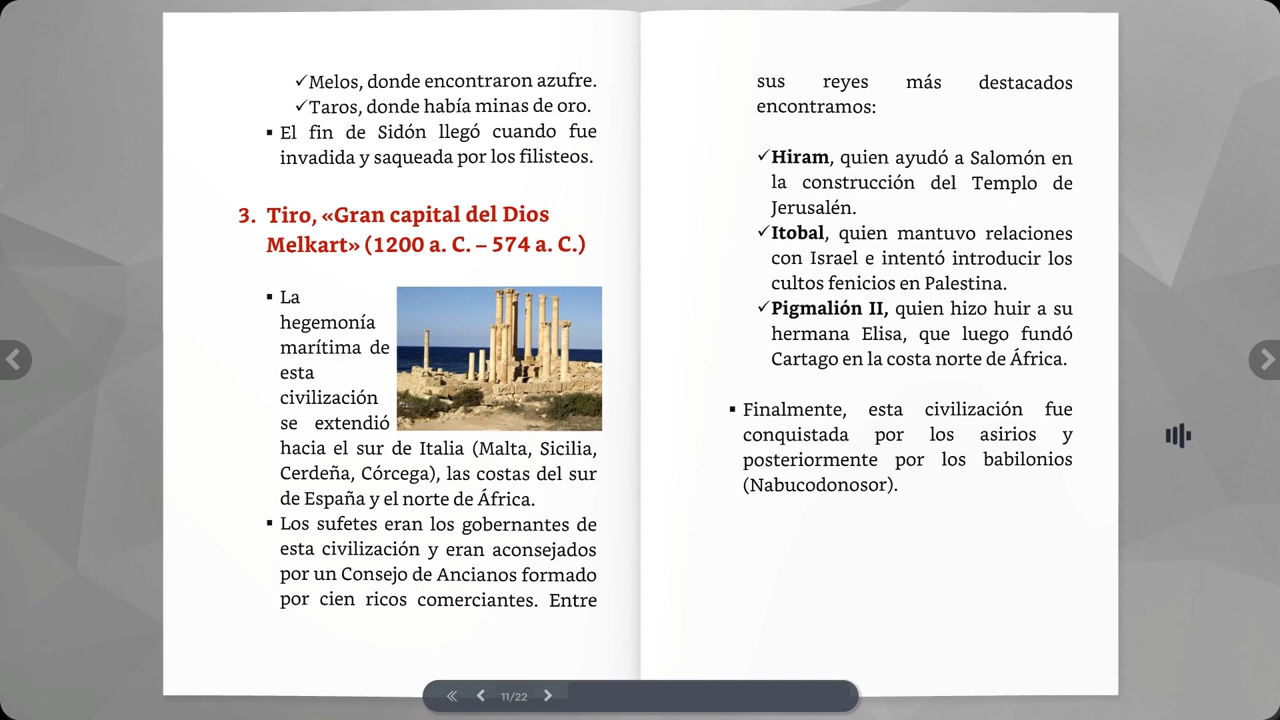 ✓Melos, donde encontraron azufre.
✓Taros, donde había minas de oro.
▪ El fin de Sidón llegó cuando fue
invadida y saqueada por los filisteos.
3. Tiro, «Gran capital del Dios
Melkart» (1200 a. C. – 574 a. C.)
▪ La
hegemonía
marítima de
esta
civilización
se extendió
hacia el sur de Italia (Malta, Sicilia,
Cerdeña, Córcega), las costas del sur
de España y el norte de África.
▪ Los sufetes eran los gobernantes de
esta civilización y eran aconsejados
por un Consejo de Ancianos formado
por cien ricos comerciantes. Entre
sus reyes más destacados
encontramos:
✓Hiram, quien ayudó a Salomón en
la construcción del Templo de
Jerusalén.
✓Itobal, quien mantuvo relaciones
con Israel e intentó introducir los
cultos fenicios en Palestina.
✓Pigmalión II, quien hizo huir a su
hermana Elisa, que luego fundó
Cartago en la costa norte de África.
▪ Finalmente, esta civilización fue
conquistada por los asirios y
posteriormente por los babilonios
(Nabucodonosor).
11/22